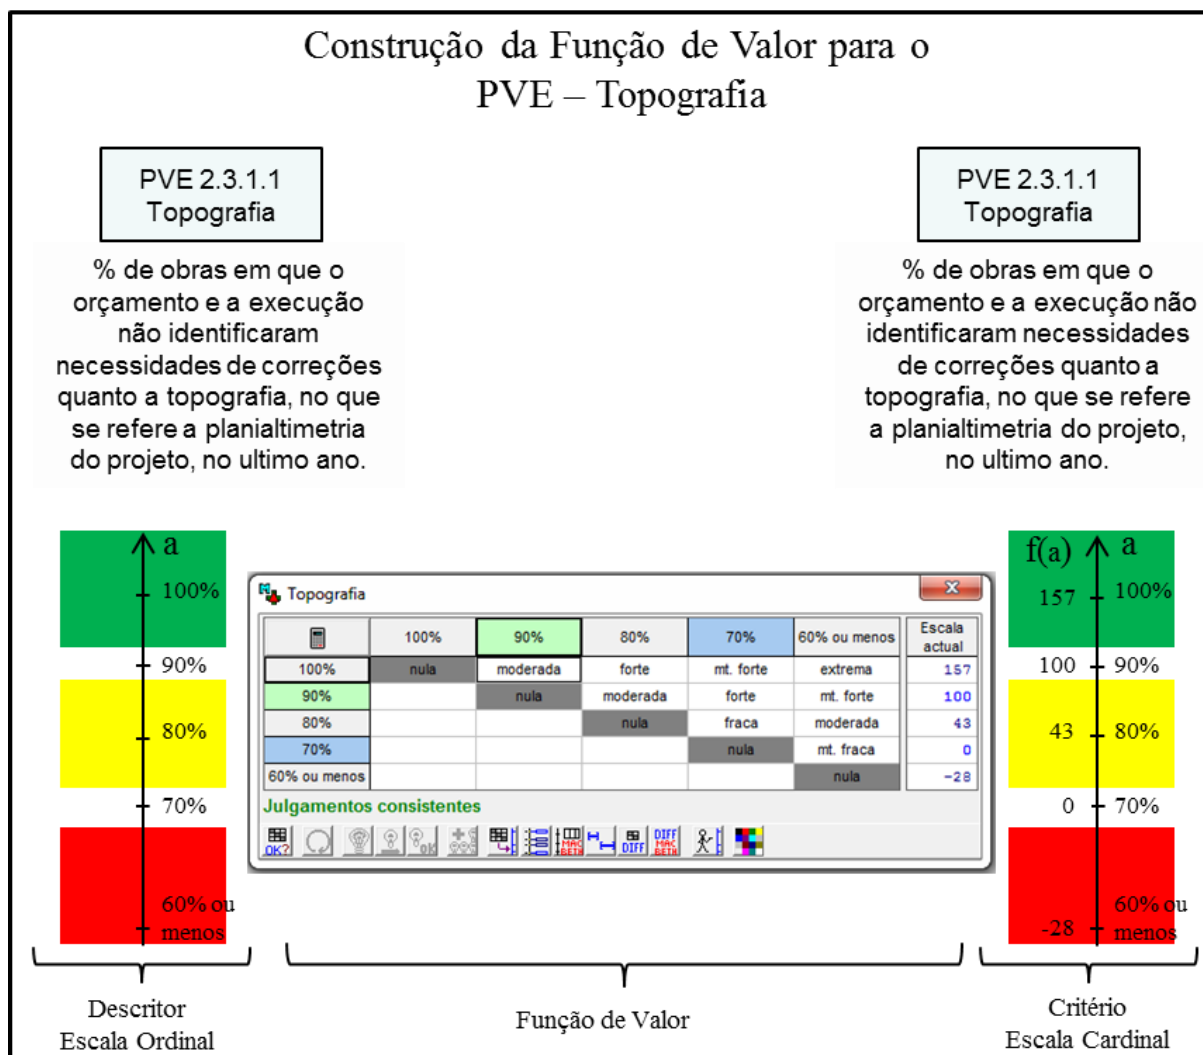 Construção da Função de Valor para o
PVE – Topografia
PVE 2.3.1.1
Topografia
% de obras em que o
orçamento e a execução
não identificaram
necessidades de correções
quanto a topografia, no que
se refere a planialtimetria
do projeto, no ultimo ano.
PVE 2.3.1.1
Topografia
% de obras em que o
orçamento e a execução não
identificaram necessidades
de correções quanto a
topografia, no que se refere
a planialtimetria do projeto,
no ultimo ano.
a
100%
90%
80%
70%
60% ou
menos
Descritor
Escala Ordinal
Topografia
100% 90% 80% 70% 60% ou menos Escala
actual
100% nula moderada forte mt. forte extrema 157
90% nula moderada forte mt. forte 100
80% nula fraca moderada 43
70% nula mt. fraca 0
60% ou menos nula -28
Julgamentos consistentes
OK? OK MAC BETH DIFF DIFF MAC BETH
Função de Valor
f(a) a
157 100%
100 90%
43 80%
0 70%
60% ou
-28 menos
Critério
Escala Cardinal